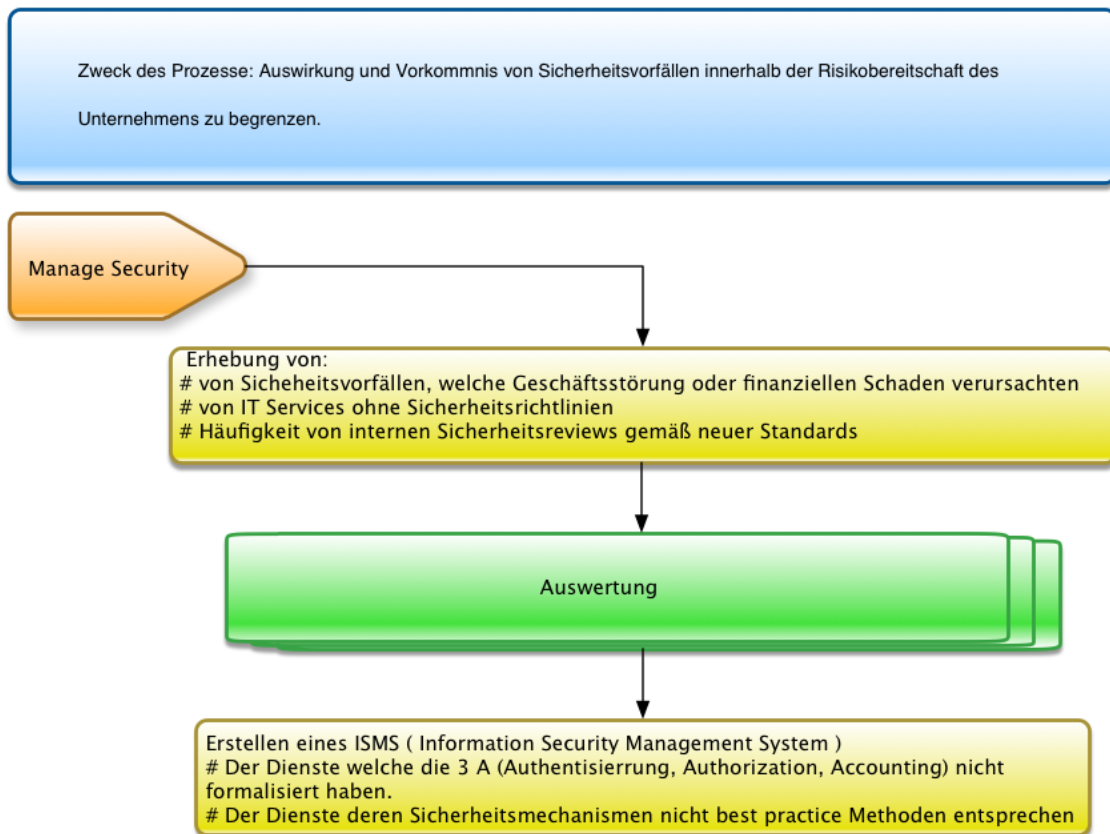 Zweck des Prozesse: Auswirkung und Vorkommnis von Sicherheitsvorfällen innerhalb der Risikobereitschaft des
Unternehmens zu begrenzen.
Manage Security
Erhebung von:
# von Sicheheitsvorfällen, welche Geschäftsstörung oder finanziellen Schaden verursachten
# von IT Services ohne Sicherheitsrichtlinien
# Häufigkeit von internen Sicherheitsreviews gemäß neuer Standards
Auswertung
Erstellen eines ISMS ( Information Security Management System )
# Der Dienste welche die 3 A (Authentisierrung, Authorization, Accounting) nicht
formalisiert haben.
# Der Dienste deren Sicherheitsmechanismen nicht best practice Methoden entsprechen